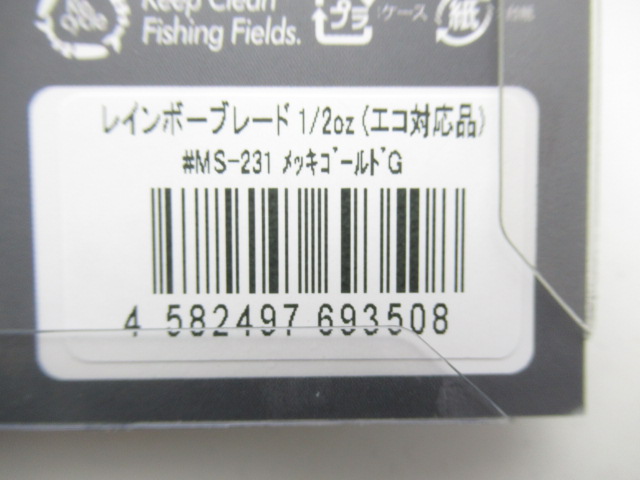 Keep Clean
Fishing Fields.
cycle
プラ
:ケース
紙
レインボーブレード 1/2oz (エコ対応品)
#MS-231 メッキゴールドG
4 582497 693508